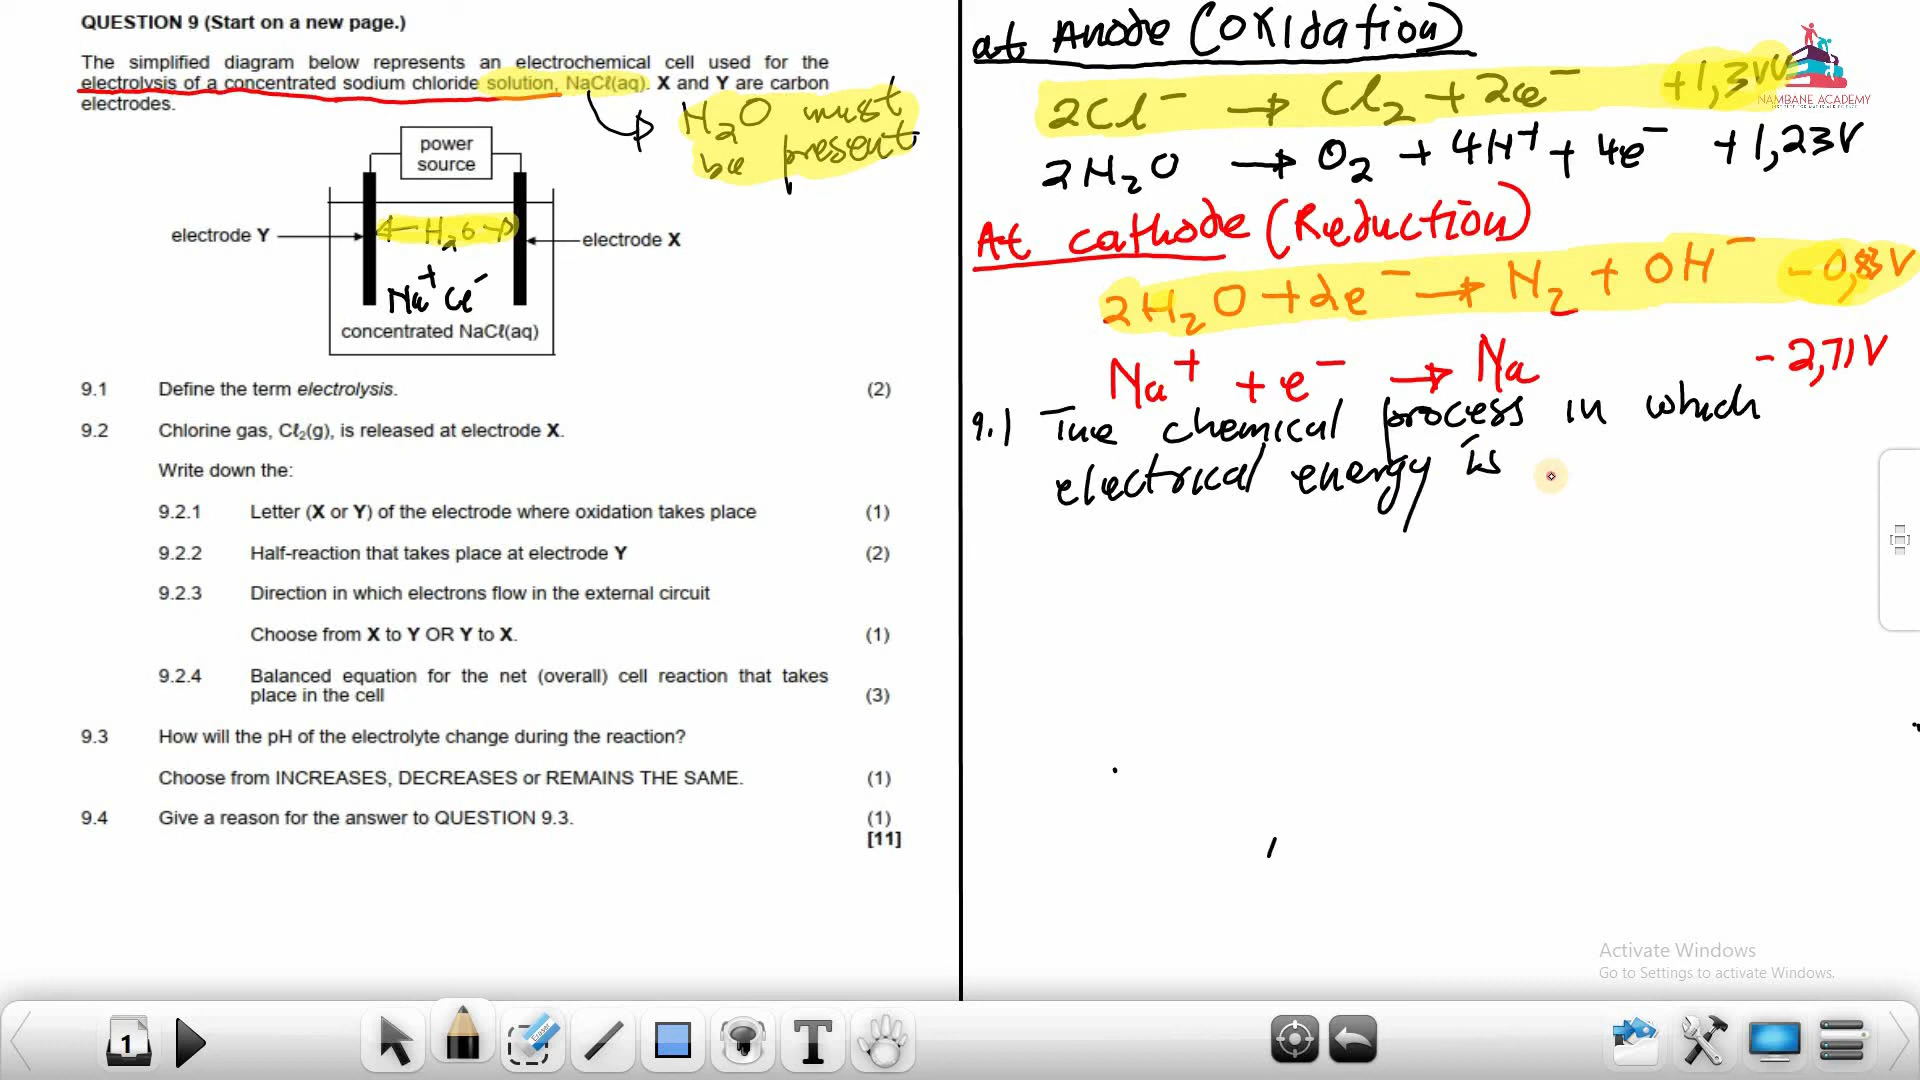 QUESTION 9 (Start on a new page.)
The simplified diagram below represents an electrochemical cell used for the
electrolysis of a concentrated sodium chloride solution, NaCℓ(aq). X and Y are carbon
electrodes.
H2O must
be present
power
source
electrode Y
H2O
electrode X
Na+ Cl-
concentrated NaCℓ(aq)
9.1 Define the term electrolysis. (2)
9.2 Chlorine gas, Cℓ2(g), is released at electrode X.
Write down the:
9.2.1 Letter (X or Y) of the electrode where oxidation takes place (1)
9.2.2 Half-reaction that takes place at electrode Y (2)
9.2.3 Direction in which electrons flow in the external circuit
Choose from X to Y OR Y to X. (1)
9.2.4 Balanced equation for the net (overall) cell reaction that takes
place in the cell (3)
9.3 How will the pH of the electrolyte change during the reaction?
Choose from INCREASES, DECREASES or REMAINS THE SAME. (1)
9.4 Give a reason for the answer to QUESTION 9.3. (1)
[11]
at Anode (Oxidation)
2Cl- → Cl2 + 2e- +1,3
NAMBANE ACADEMY
2H2O → O2 + 4H+ + 4e- +1,23V
At cathode (Reduction)
2H2O + 2e- → H2 + OH- -0,83V
Na+ + e- → Na -2,71V
9.1 The chemical process in which
electrical energy is
Activate Windows
Go to Settings to activate Windows.
1
Eraser
T